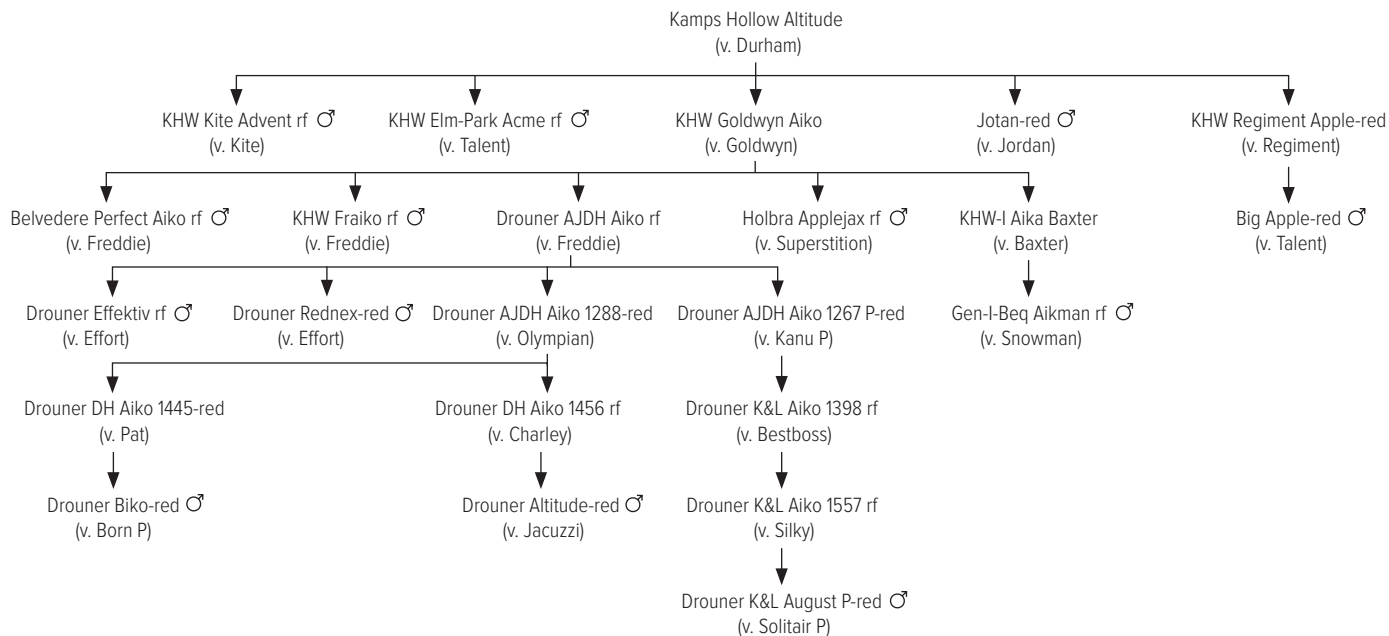 Kamps Hollow Altitude
(v. Durham)
KHW Kite Advent rf ♂
(v. Kite)
KHW Elm-Park Acme rf ♂
(v. Talent)
KHW Goldwyn Aiko
(v. Goldwyn)
Jotan-red ♂
(v. Jordan)
KHW Regiment Apple-red
(v. Regiment)
Belvedere Perfect Aiko rf ♂
(v. Freddie)
KHW Fraiko rf ♂
(v. Freddie)
Drouner AJDH Aiko rf
(v. Freddie)
Holbra Applejax rf ♂
(v. Superstition)
KHW-I Aika Baxter
(v. Baxter)
Big Apple-red ♂
(v. Talent)
Drouner Effektiv rf ♂
(v. Effort)
Drouner Rednex-red ♂
(v. Effort)
Drouner AJDH Aiko 1288-red
(v. Olympian)
Drouner AJDH Aiko 1267 P-red
(v. Kanu P)
Gen-I-Beq Aikman rf ♂
(v. Snowman)
Drouner DH Aiko 1445-red
(v. Pat)
Drouner DH Aiko 1456 rf
(v. Charley)
Drouner K&L Aiko 1398 rf
(v. Bestboss)
Drouner Biko-red ♂
(v. Born P)
Drouner Altitude-red ♂
(v. Jacuzzi)
Drouner K&L Aiko 1557 rf
(v. Silky)
Drouner K&L August P-red ♂
(v. Solitair P)